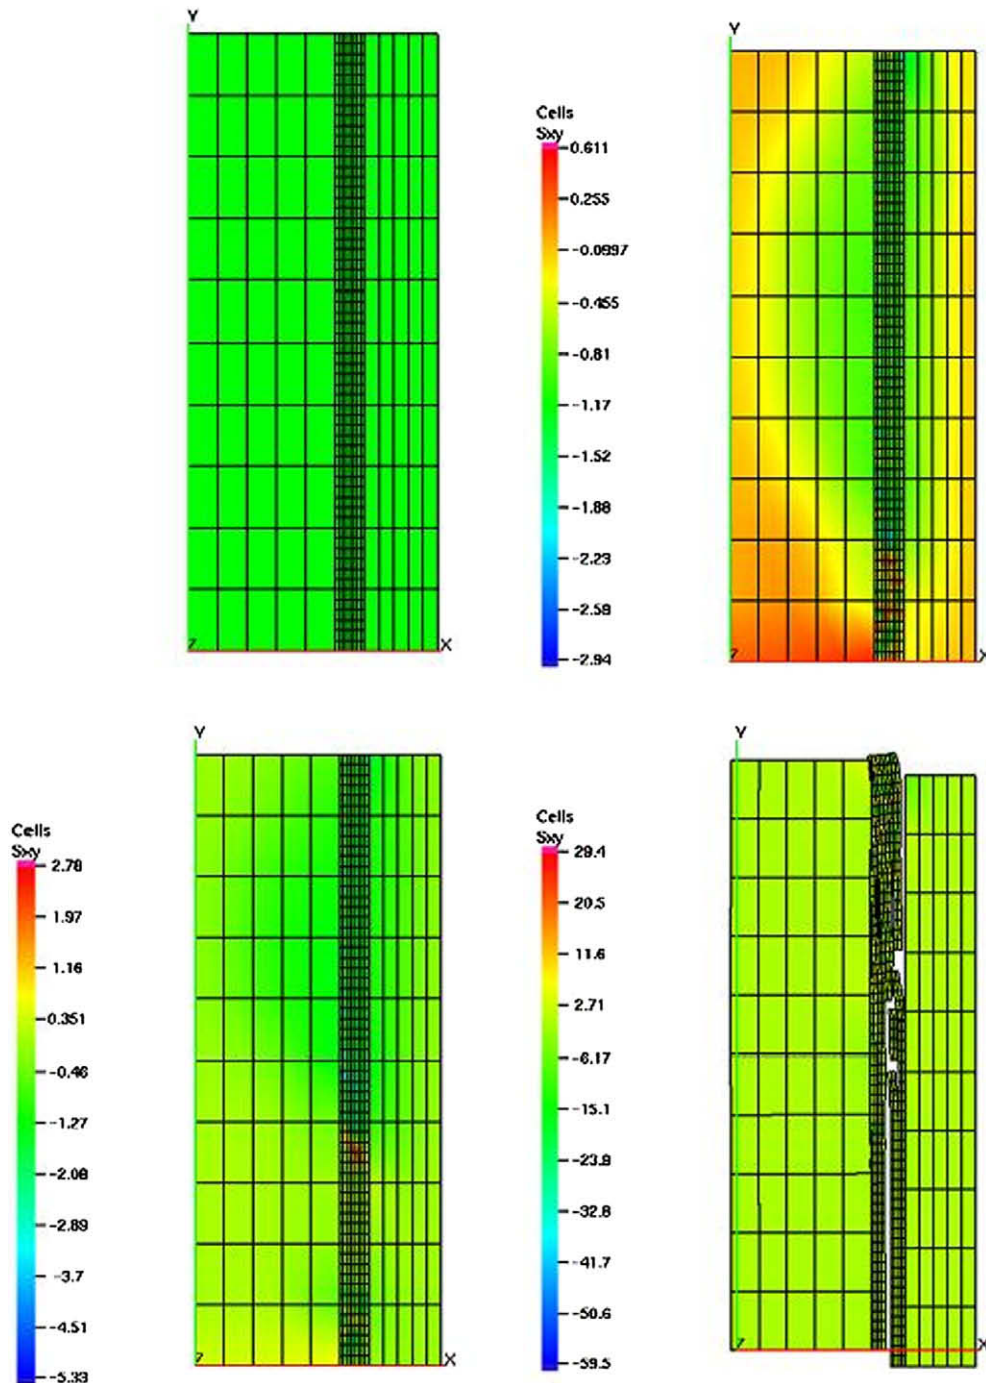 Y
Z
X
Cells
Sxy
0.611
0.255
-0.0997
-0.455
-0.81
-1.17
-1.52
-1.88
-2.23
-2.59
-2.94
Y
Z
X
Cells
Sxy
2.78
1.97
1.16
0.351
-0.46
-1.27
-2.08
-2.89
-3.7
-4.51
-5.33
Y
Z
X
Cells
Sxy
29.4
20.5
11.6
2.71
-6.17
-15.1
-23.9
-32.8
-41.7
-50.6
-59.5
Y
Z
X